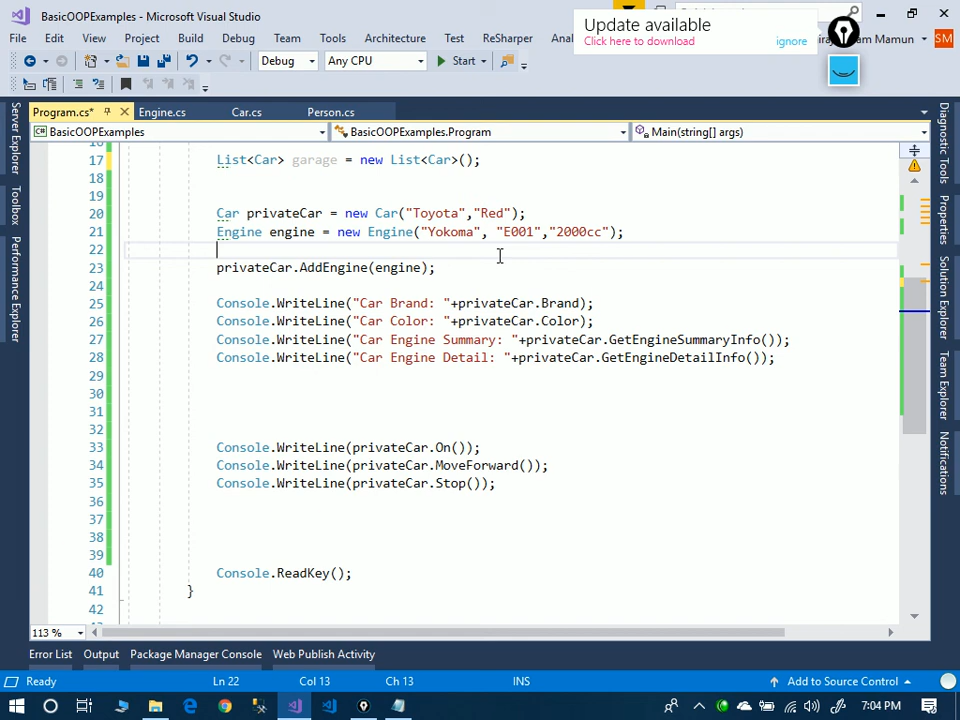 BasicOOPExamples - Microsoft Visual Studio
Update available
Click here to download
ignore
File Edit View Project Build Debug Team Tools Architecture Test ReSharper
Mamun SM
Debug Any CPU Start
Program.cs* Engine.cs Car.cs Person.cs
BasicOOPExamples BasicOOPExamples.Program Main(string[] args)
Server Explorer
Toolbox
Performance Explorer
16
17 List<Car> garage = new List<Car>();
18
19
20 Car privateCar = new Car("Toyota","Red");
21 Engine engine = new Engine("Yokoma", "E001","2000cc");
22
23 privateCar.AddEngine(engine);
24
25 Console.WriteLine("Car Brand: "+privateCar.Brand);
26 Console.WriteLine("Car Color: "+privateCar.Color);
27 Console.WriteLine("Car Engine Summary: "+privateCar.GetEngineSummaryInfo());
28 Console.WriteLine("Car Engine Detail: "+privateCar.GetEngineDetailInfo());
29
30
31
32
33 Console.WriteLine(privateCar.On());
34 Console.WriteLine(privateCar.MoveForward());
35 Console.WriteLine(privateCar.Stop());
36
37
38
39
40 Console.ReadKey();
41 }
42
Diagnostic Tools
Properties
Solution Explorer
Team Explorer
Notifications
113 %
Error List Output Package Manager Console Web Publish Activity
Ready Ln 22 Col 13 Ch 13 INS Add to Source Control
7:04 PM